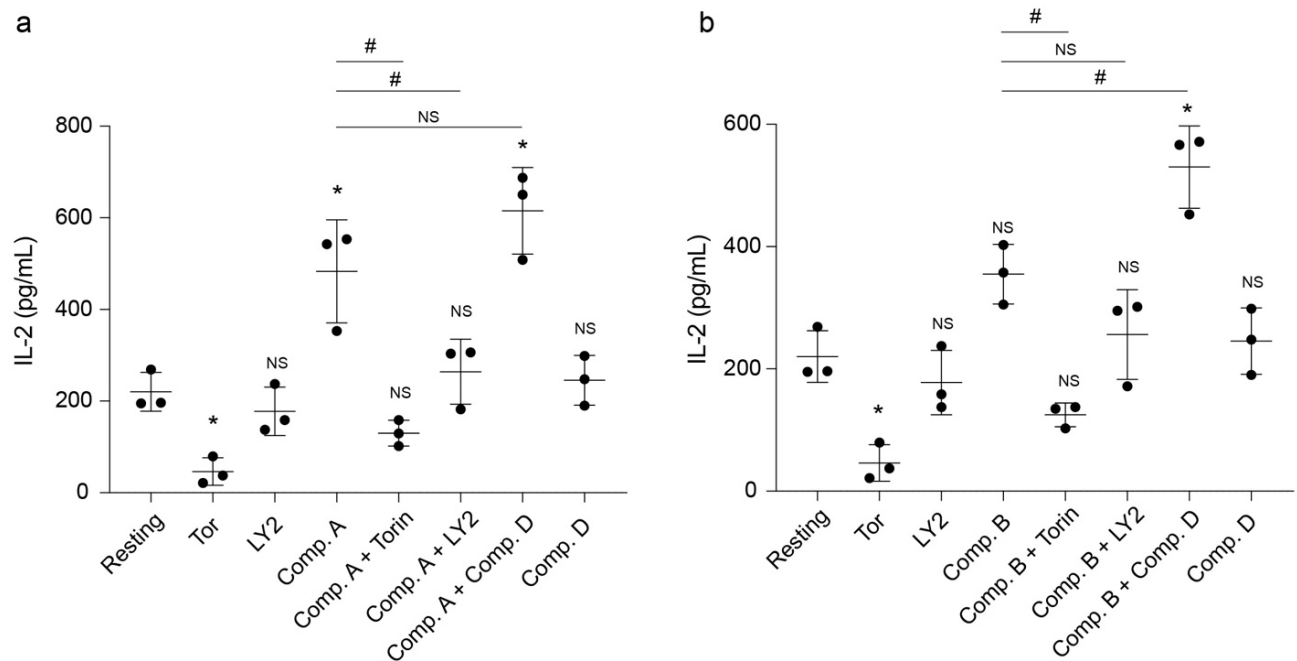 a
#
#
NS
800
600
400
200
0
IL-2 (pg/mL)
*
NS
*
NS
NS
*
NS
Resting
Tor
LY2
Comp. A
Comp. A + Torin
Comp. A + LY2
Comp. A + Comp. D
Comp. D
b
#
NS
#
600
400
200
0
IL-2 (pg/mL)
*
NS
NS
NS
NS
*
NS
Resting
Tor
LY2
Comp. B
Comp. B + Torin
Comp. B + LY2
Comp. B + Comp. D
Comp. D